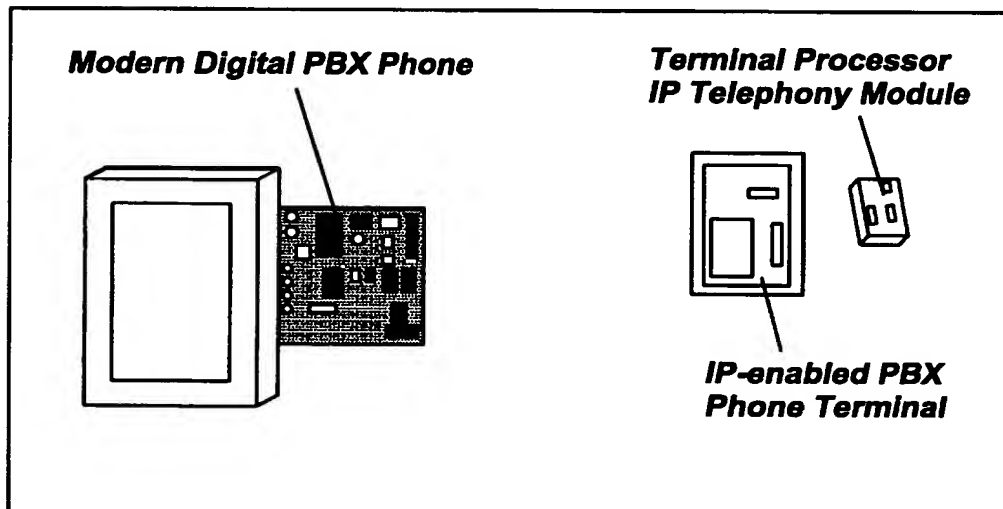 Modern Digital PBX Phone
Terminal Processor
IP Telephony Module
IP-enabled PBX
Phone Terminal